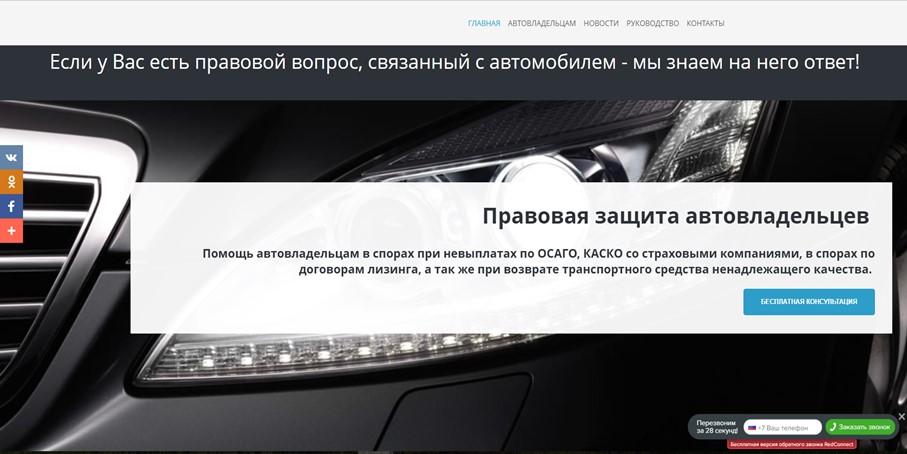 ГЛАВНАЯ АВТОВЛАДЕЛЬЦАМ НОВОСТИ РУКОВОДСТВО КОНТАКТЫ
Если у Вас есть правовой вопрос, связанный с автомобилем - мы знаем на него ответ!
Правовая защита автовладельцев
Помощь автовладельцам в спорах при невыплатах по ОСАГО, КАСКО со страховыми компаниями, в спорах по
договорам лизинга, а так же при возврате транспортного средства ненадлежащего качества.
БЕСПЛАТНАЯ КОНСУЛЬТАЦИЯ
Перезвоним
за 28 секунд!
+7 Ваш телефон
Заказать звонок
Бесплатная версия обратного звонка RedConnect